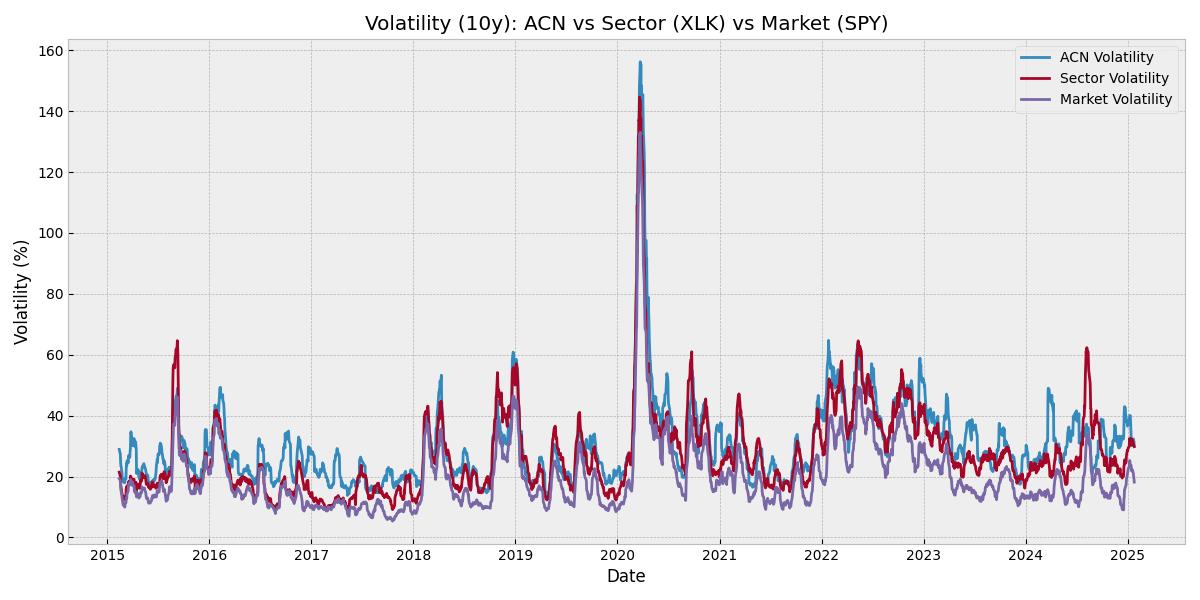 Volatility (10y): ACN vs Sector (XLK) vs Market (SPY)
ACN Volatility
Sector Volatility
Market Volatility
Volatility (%)
160
140
120
100
80
60
40
20
0
2015 2016 2017 2018 2019 2020 2021 2022 2023 2024 2025
Date